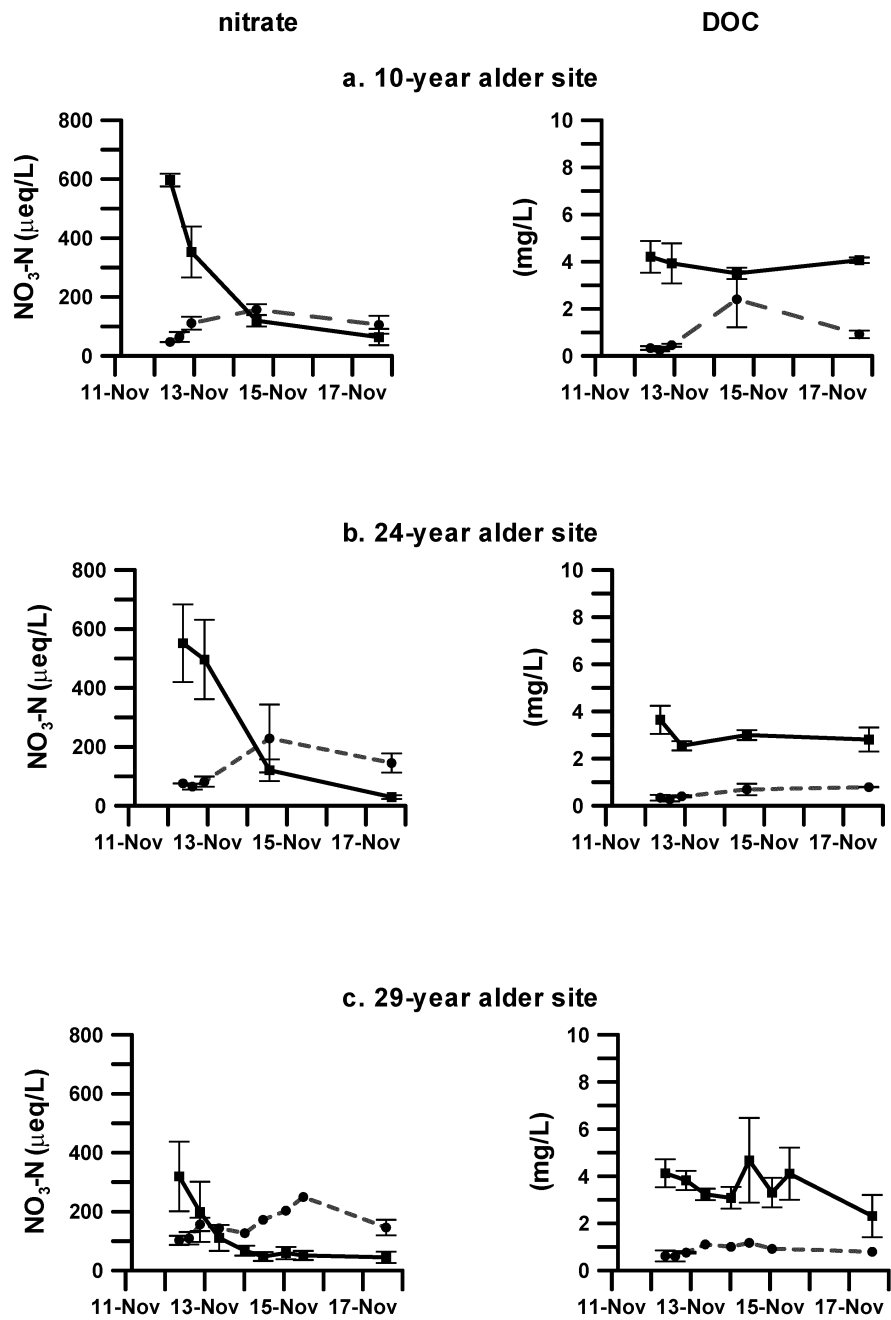 nitrate DOC
a. 10-year alder site
NO₃-N (µeq/L)
800
600
400
200
0
11-Nov 13-Nov 15-Nov 17-Nov
(mg/L)
10
8
6
4
2
0
11-Nov 13-Nov 15-Nov 17-Nov
b. 24-year alder site
NO₃-N (µeq/L)
800
600
400
200
0
11-Nov 13-Nov 15-Nov 17-Nov
(mg/L)
10
8
6
4
2
0
11-Nov 13-Nov 15-Nov 17-Nov
c. 29-year alder site
NO₃-N (µeq/L)
800
600
400
200
0
11-Nov 13-Nov 15-Nov 17-Nov
(mg/L)
10
8
6
4
2
0
11-Nov 13-Nov 15-Nov 17-Nov